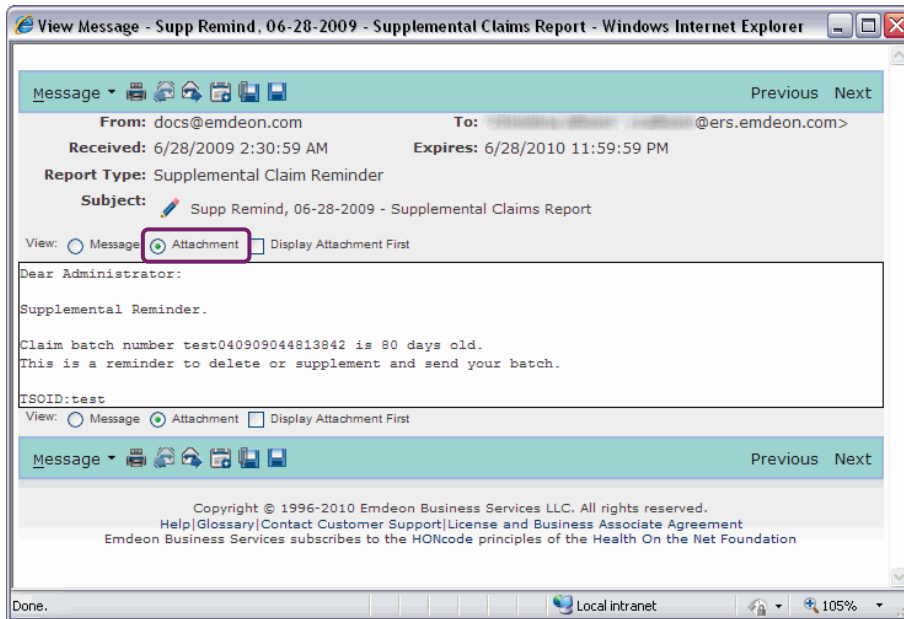 View Message - Supp Remind, 06-28-2009 - Supplemental Claims Report - Windows Internet Explorer
Message Previous Next
From: docs@emdeon.com To: @ers.emdeon.com>
Received: 6/28/2009 2:30:59 AM Expires: 6/28/2010 11:59:59 PM
Report Type: Supplemental Claim Reminder
Subject: Supp Remind, 06-28-2009 - Supplemental Claims Report
View: Message Attachment Display Attachment First
Dear Administrator:
Supplemental Reminder.
Claim batch number test040909044813842 is 80 days old.
This is a reminder to delete or supplement and send your batch.
TSOID:test
View: Message Attachment Display Attachment First
Message Previous Next
Copyright © 1996-2010 Emdeon Business Services LLC. All rights reserved.
Help|Glossary|Contact Customer Support|License and Business Associate Agreement
Emdeon Business Services subscribes to the HONcode principles of the Health On the Net Foundation
Done. Local intranet 105%